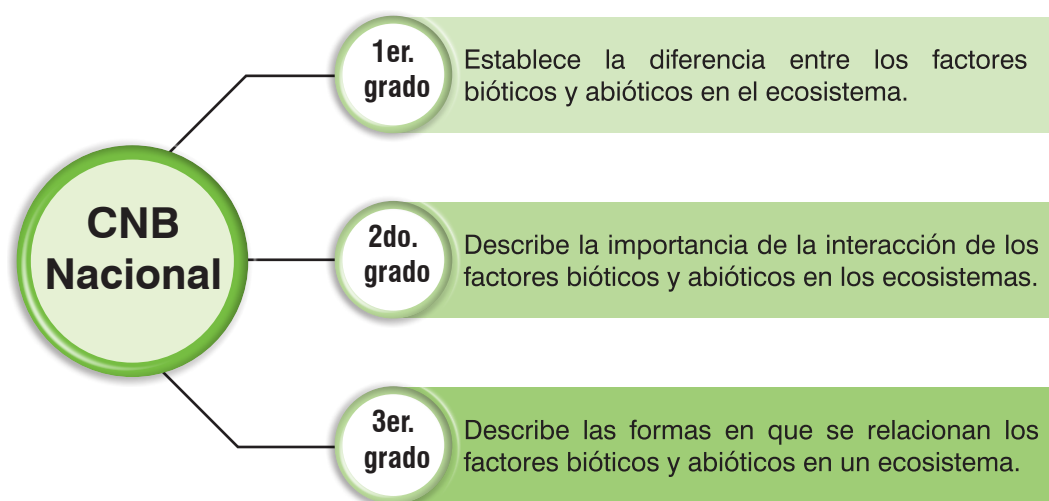 CNB
Nacional
1er.
grado
Establece la diferencia entre los factores
bióticos y abióticos en el ecosistema.
2do.
grado
Describe la importancia de la interacción de los
factores bióticos y abióticos en los ecosistemas.
3er.
grado
Describe las formas en que se relacionan los
factores bióticos y abióticos en un ecosistema.